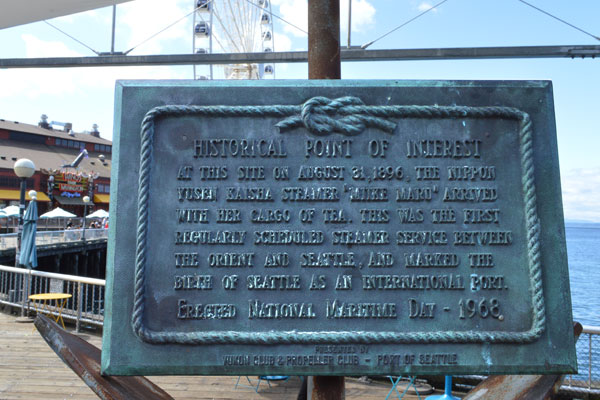 HISTORICAL POINT OF INTEREST
AT THIS SITE ON AUGUST 31, 1896, THE NIPPON
YUSEN KAISHA STEAMER "MIIKE MARU" ARRIVED
WITH HER CARGO OF TEA. THIS WAS THE FIRST
REGULARLY SCHEDULED STEAMER SERVICE BETWEEN
THE ORIENT AND SEATTLE, AND MARKED THE
BIRTH OF SEATTLE AS AN INTERNATIONAL PORT.
ERECTED NATIONAL MARITIME DAY - 1968.
PRESENTED BY
YUKON CLUB & PROPELLER CLUB - PORT OF SEATTLE